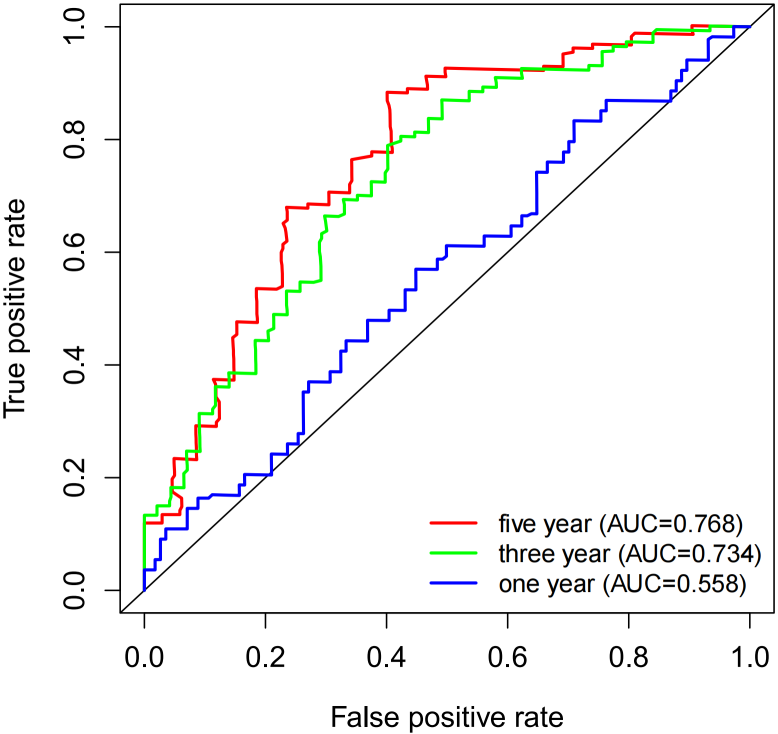 True positive rate
1.0
0.8
0.6
0.4
0.2
0.0
five year (AUC=0.768)
three year (AUC=0.734)
one year (AUC=0.558)
0.0 0.2 0.4 0.6 0.8 1.0
False positive rate